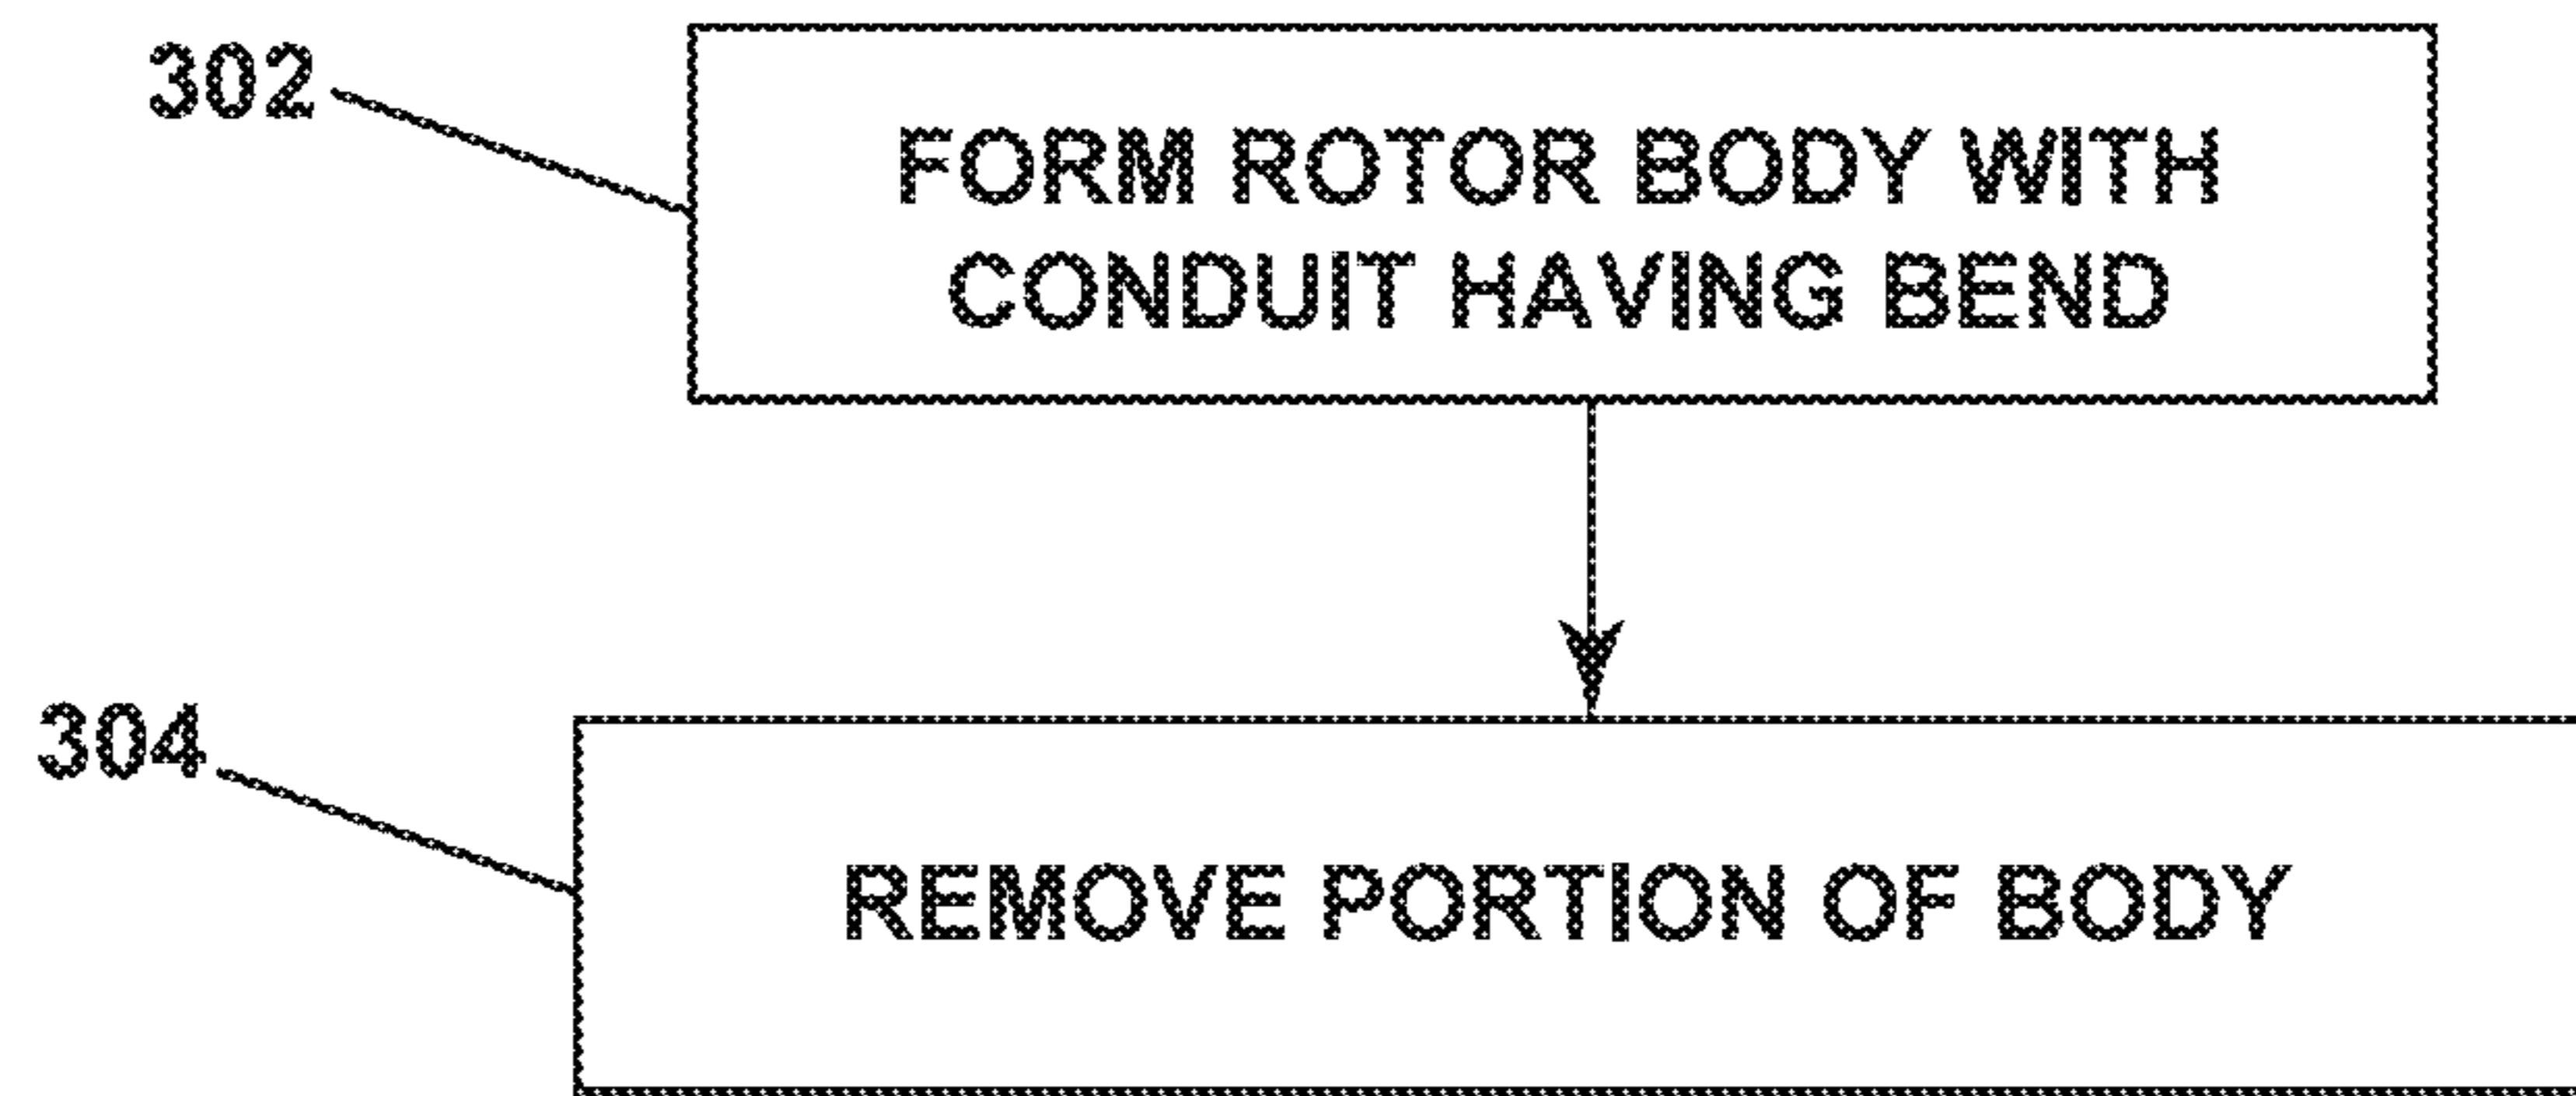 302
FORM ROTOR BODY WITH
CONDUIT HAVING BEND
304
REMOVE PORTION OF BODY